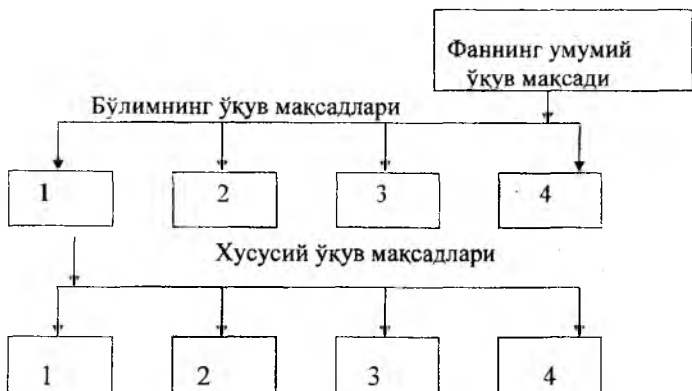 Фаннинг умумий
ўқув мақсади
Бўлимнинг ўқув мақсадлари
1 2 3 4
Хусусий ўқув мақсадлари
1 2 3 4